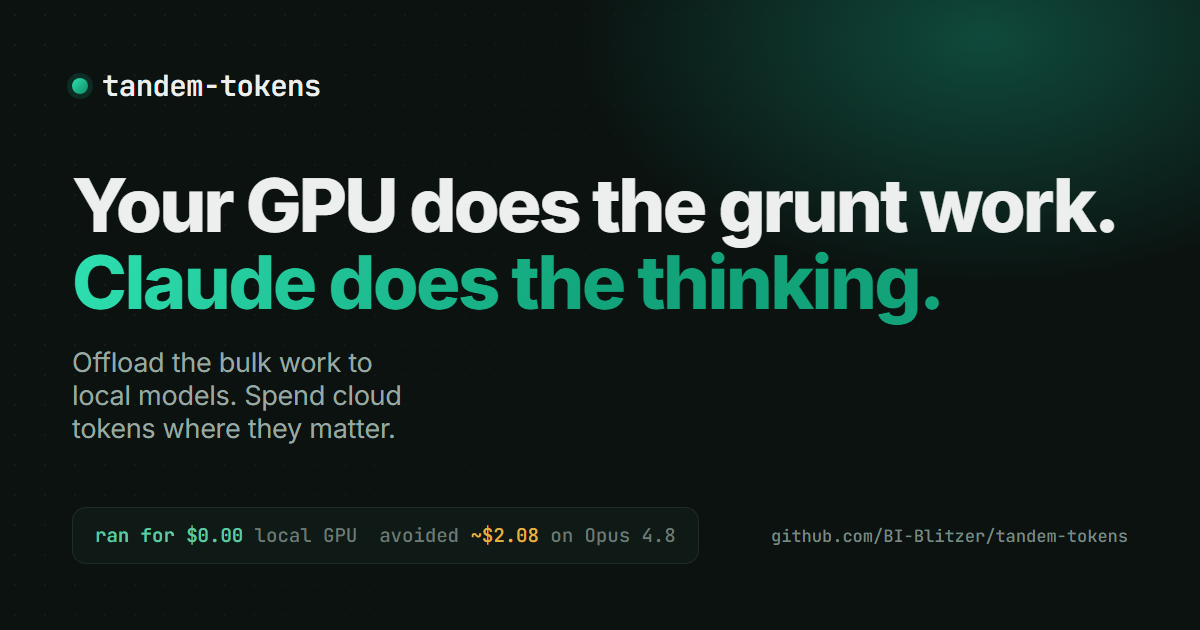 tandem-tokens
Your GPU does the grunt work.
Claude does the thinking.
Offload the bulk work to
local models. Spend cloud
tokens where they matter.
ran for $0.00 local GPU avoided ~$2.08 on Opus 4.8
github.com/BI-Blitzer/tandem-tokens